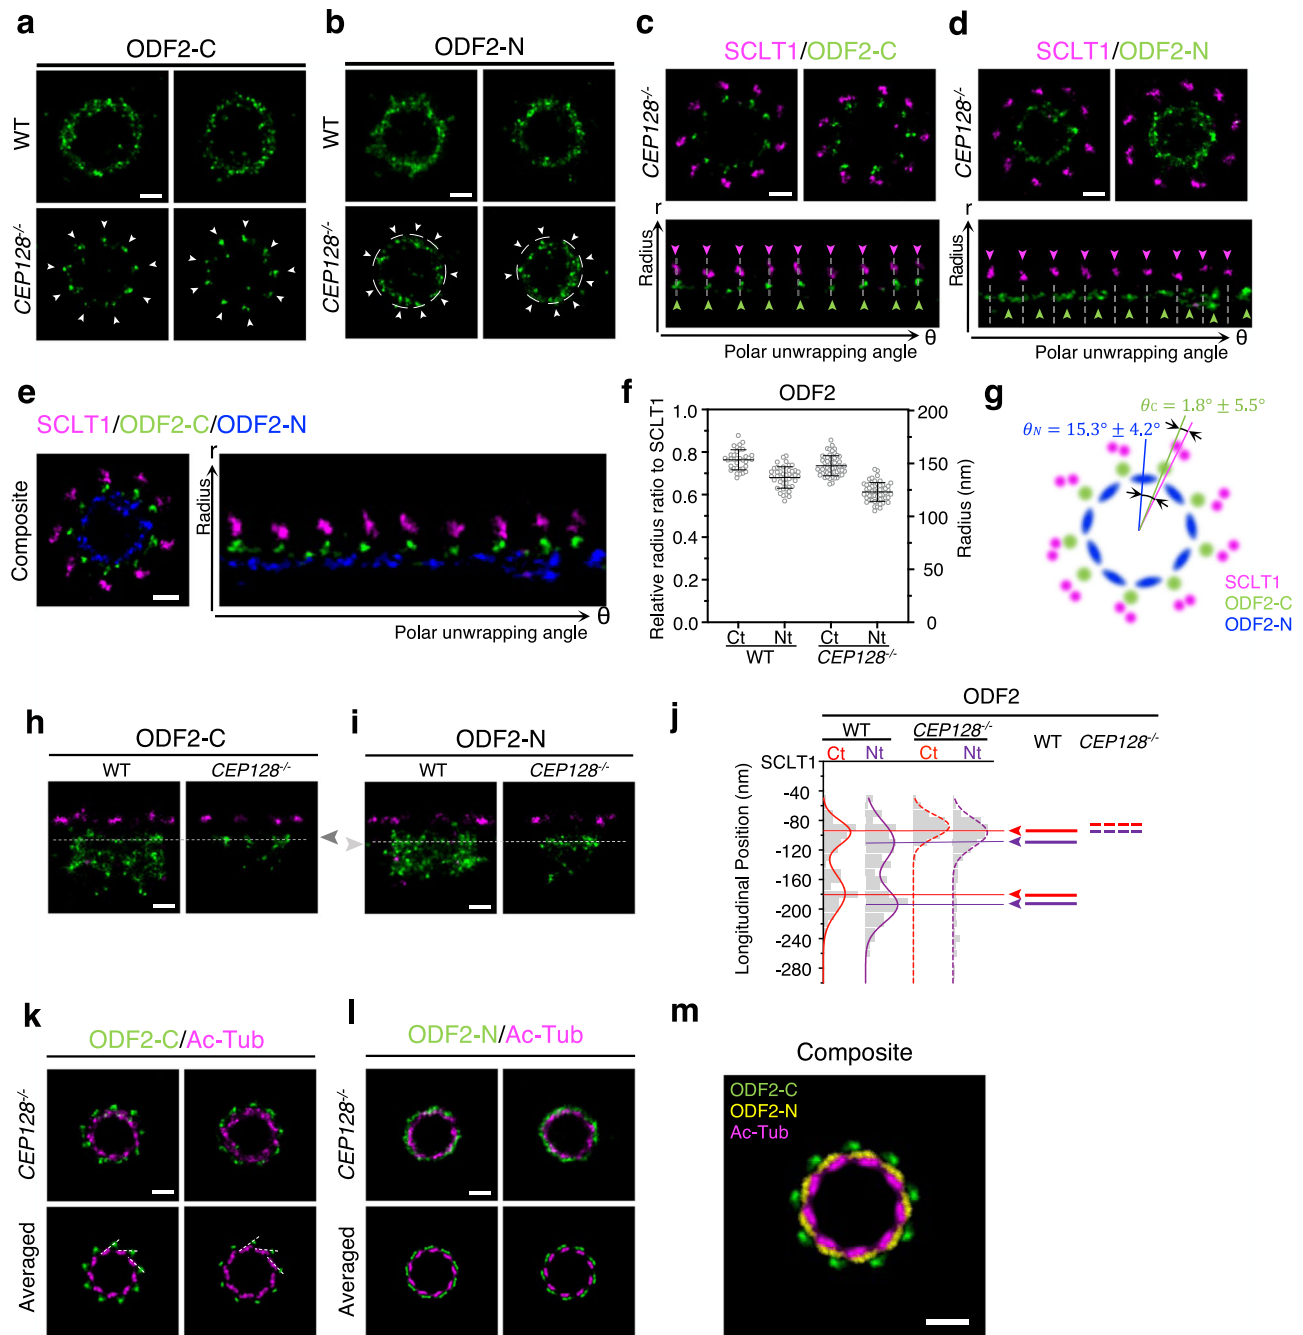 a
ODF2-C
WT
CEP128-/-
b
ODF2-N
WT
CEP128-/-
c
SCLT1/ODF2-C
CEP128-/-
r
Radius
θ
Polar unwrapping angle
d
SCLT1/ODF2-N
CEP128-/-
r
Radius
θ
Polar unwrapping angle
e
SCLT1/ODF2-C/ODF2-N
Composite
r
Radius
θ
Polar unwrapping angle
f
ODF2
Relative radius ratio to SCLT1
1.0
0.8
0.6
0.4
0.2
0.0
200
150
100
50
0
Radius (nm)
Ct Nt Ct Nt
WT CEP128-/-
g
θC = 1.8° ± 5.5°
θN = 15.3° ± 4.2°
SCLT1
ODF2-C
ODF2-N
h
ODF2-C
WT CEP128-/-
i
ODF2-N
WT CEP128-/-
j
ODF2
WT CEP128-/- WT CEP128-/-
Ct Nt Ct Nt
SCLT1
-40
-80
-120
-160
-200
-240
-280
Longitudinal Position (nm)
k
ODF2-C/Ac-Tub
CEP128-/-
Averaged
l
ODF2-N/Ac-Tub
CEP128-/-
Averaged
m
Composite
ODF2-C
ODF2-N
Ac-Tub